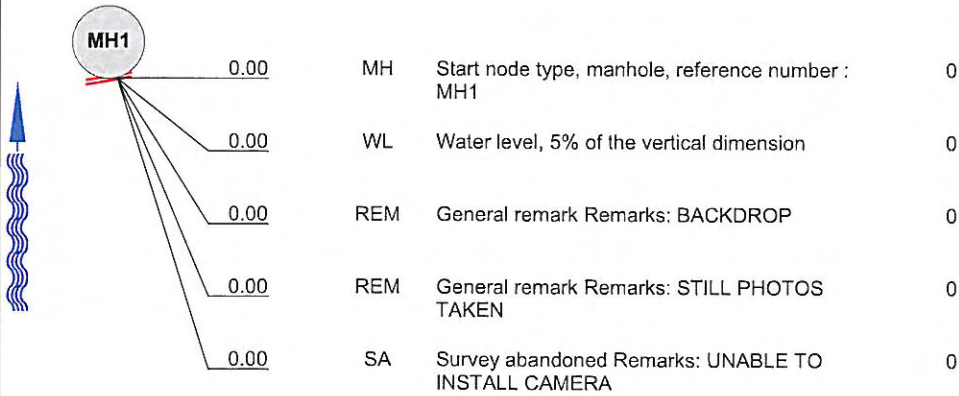 MH1
0.00 MH Start node type, manhole, reference number : 0
MH1
0.00 WL Water level, 5% of the vertical dimension 0
0.00 REM General remark Remarks: BACKDROP 0
0.00 REM General remark Remarks: STILL PHOTOS 0
TAKEN
0.00 SA Survey abandoned Remarks: UNABLE TO 0
INSTALL CAMERA